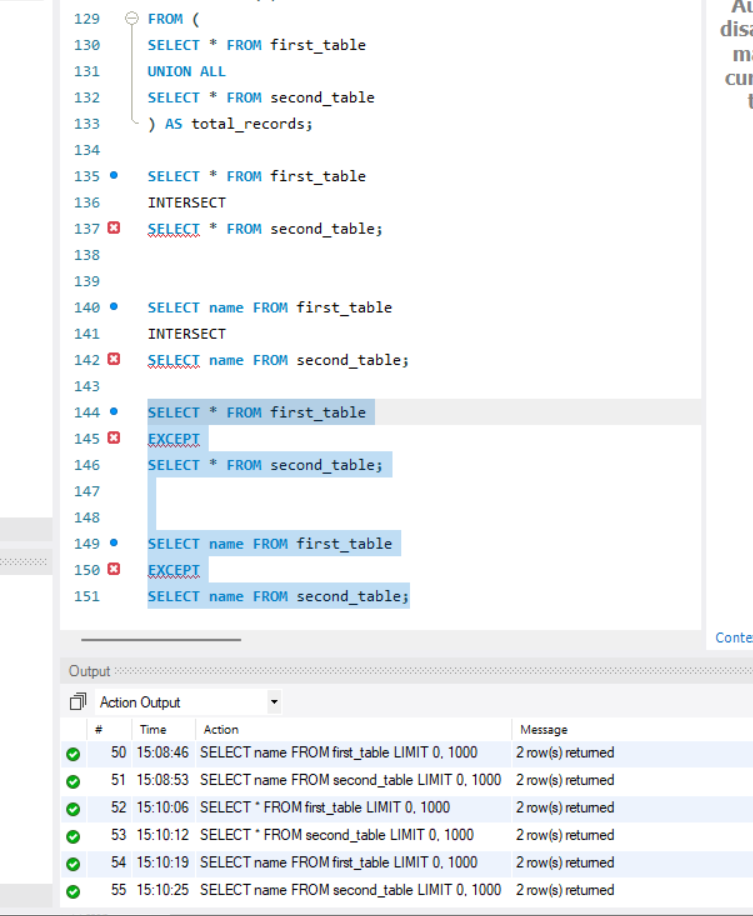 129 FROM (
130 SELECT * FROM first_table
131 UNION ALL
132 SELECT * FROM second_table
133 ) AS total_records;
134
135 SELECT * FROM first_table
136 INTERSECT
137 SELECT * FROM second_table;
138
139
140 SELECT name FROM first_table
141 INTERSECT
142 SELECT name FROM second_table;
143
144 SELECT * FROM first_table
145 EXCEPT
146 SELECT * FROM second_table;
147
148
149 SELECT name FROM first_table
150 EXCEPT
151 SELECT name FROM second_table;
Au
disa
ma
cur
t
Conte
Output
Action Output
# Time Action Message
50 15:08:46 SELECT name FROM first_table LIMIT 0, 1000 2 row(s) returned
51 15:08:53 SELECT name FROM second_table LIMIT 0, 1000 2 row(s) returned
52 15:10:06 SELECT * FROM first_table LIMIT 0, 1000 2 row(s) returned
53 15:10:12 SELECT * FROM second_table LIMIT 0, 1000 2 row(s) returned
54 15:10:19 SELECT name FROM first_table LIMIT 0, 1000 2 row(s) returned
55 15:10:25 SELECT name FROM second_table LIMIT 0, 1000 2 row(s) returned